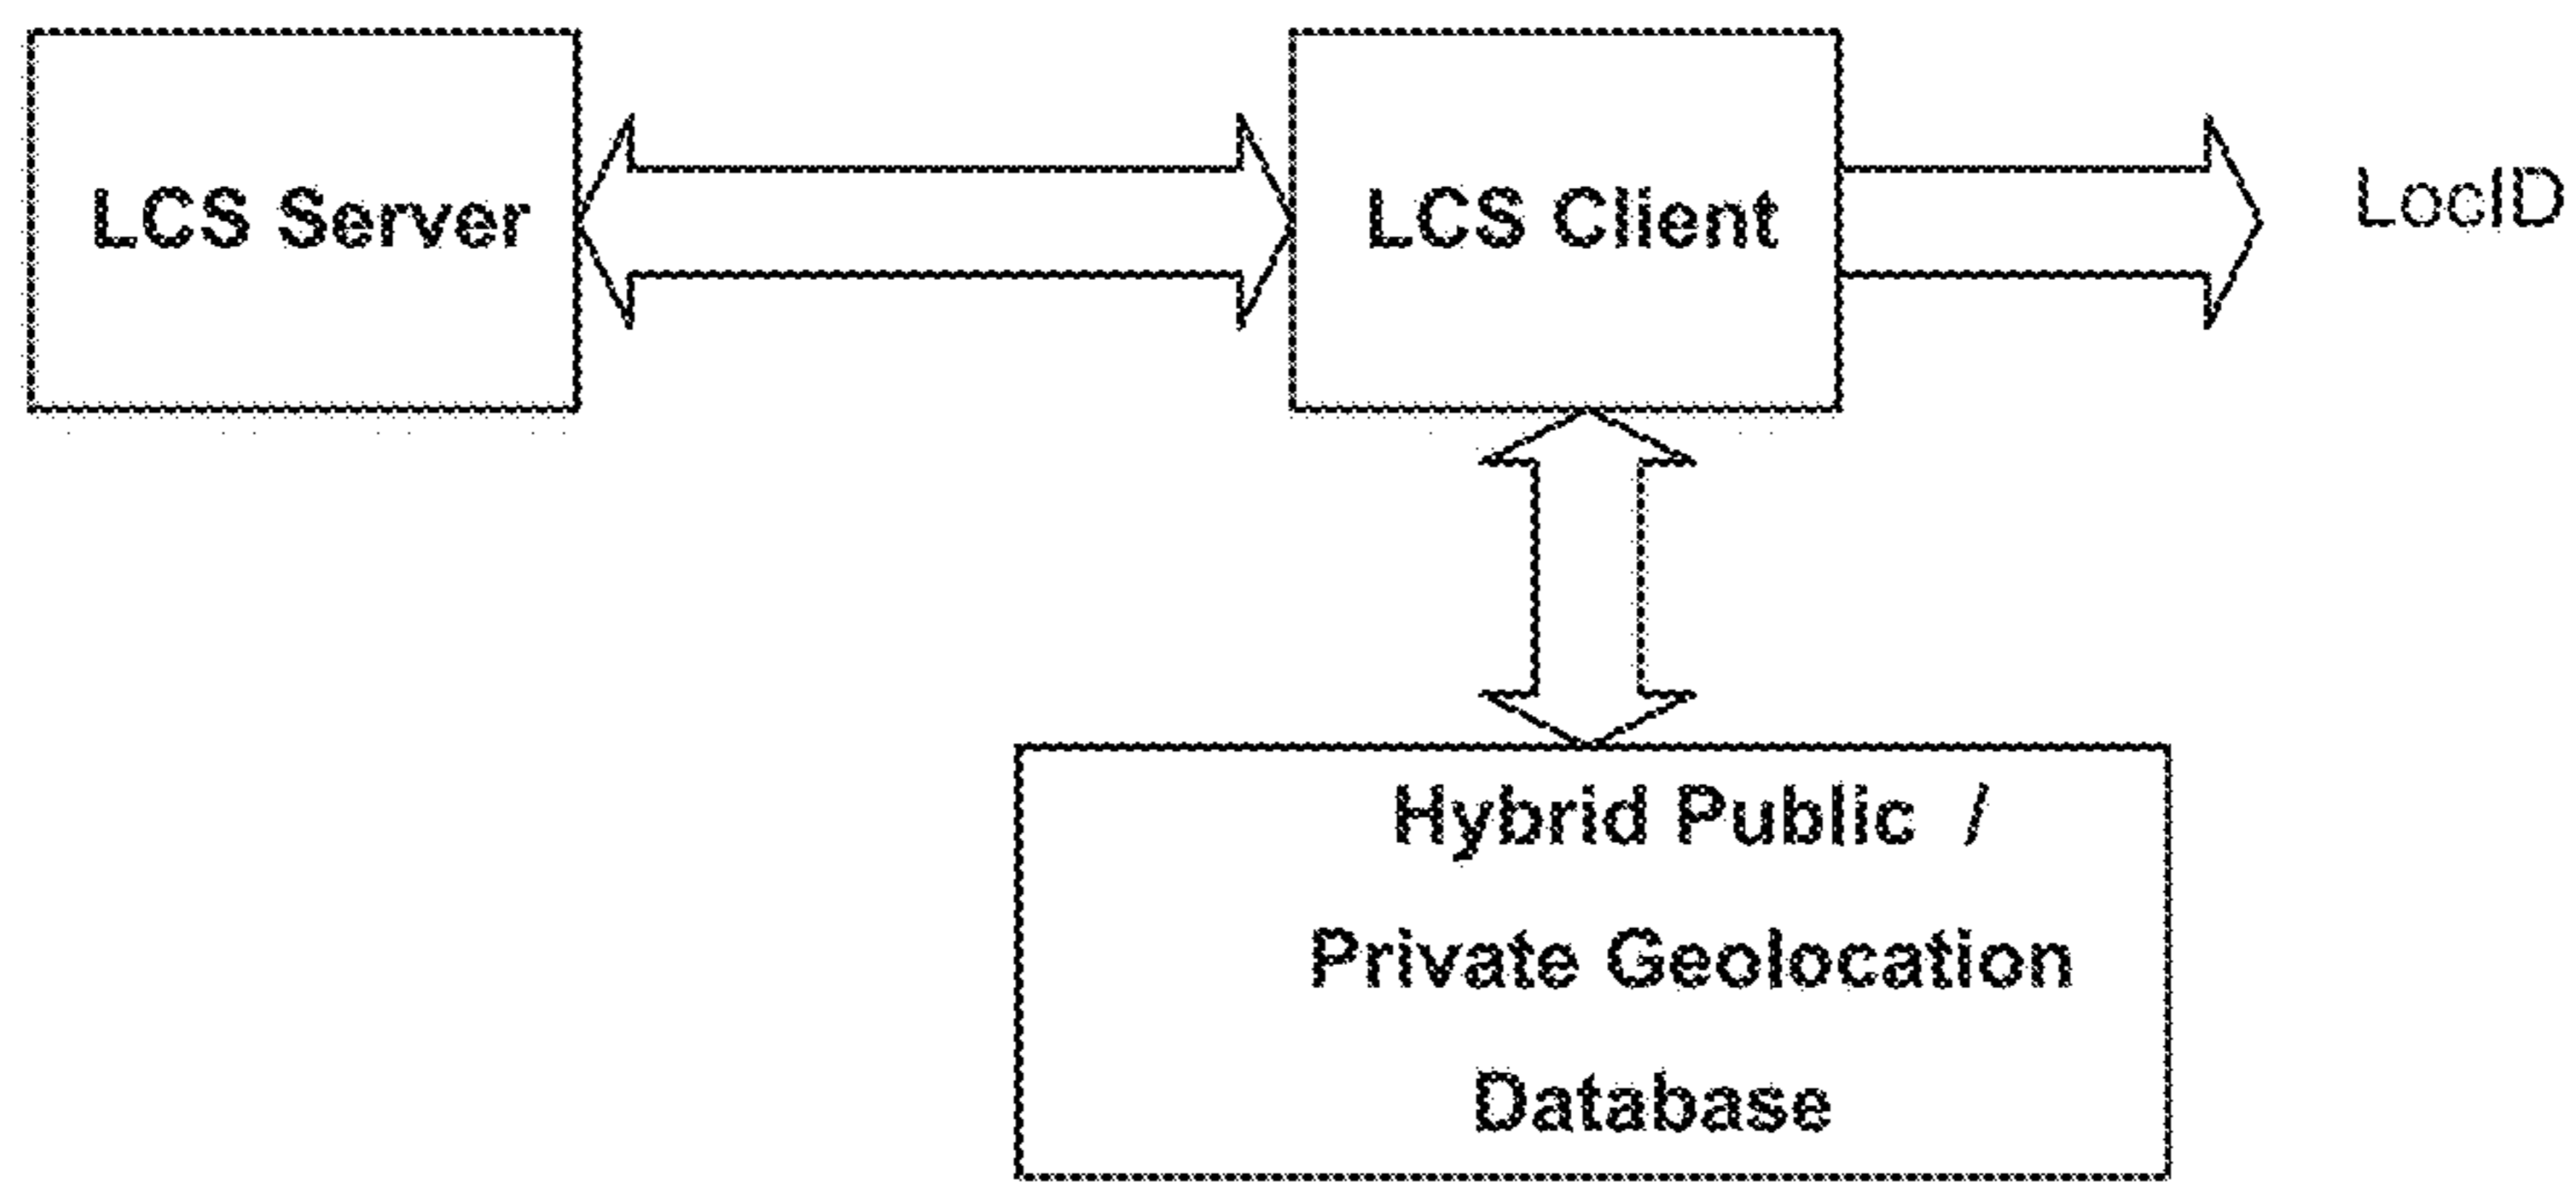 LCS Server
LCS Client
LocID
Hybrid Public /
Private Geolocation
Database